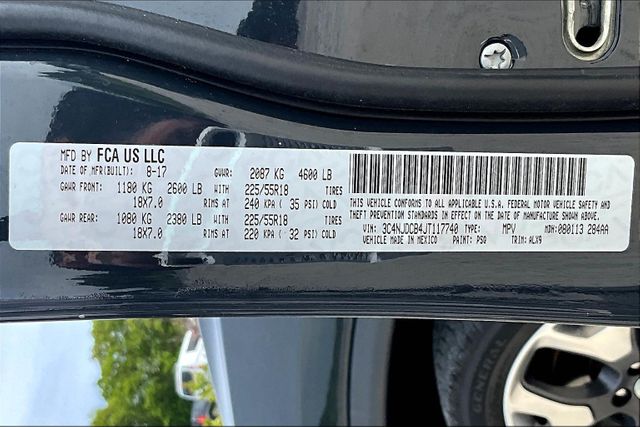 MFD BY FCA US LLC
DATE OF MFR(BUILT): 8-17 GVWR: 2087 KG 4600 LB
GAWR FRONT: 1180 KG 2600 LB WITH 225/55R18 TIRES
18X7.0 RIMS AT 240 KPA ( 35 PSI) COLD
GAWR REAR: 1080 KG 2380 LB WITH 225/55R18 TIRES
18X7.0 RIMS AT 220 KPA ( 32 PSI) COLD
THIS VEHICLE CONFORMS TO ALL APPLICABLE U.S.A. FEDERAL MOTOR VEHICLE SAFETY AND
THEFT PREVENTION STANDARDS IN EFFECT ON THE DATE OF MANUFACTURE SHOWN ABOVE.
VIN: 3C4NJDCB4JT117740 TYPE: MPV MDH: 080113 284AA
VEHICLE MADE IN MEXICO PAINT: PSQ TRIM: ALX9
GENERAL